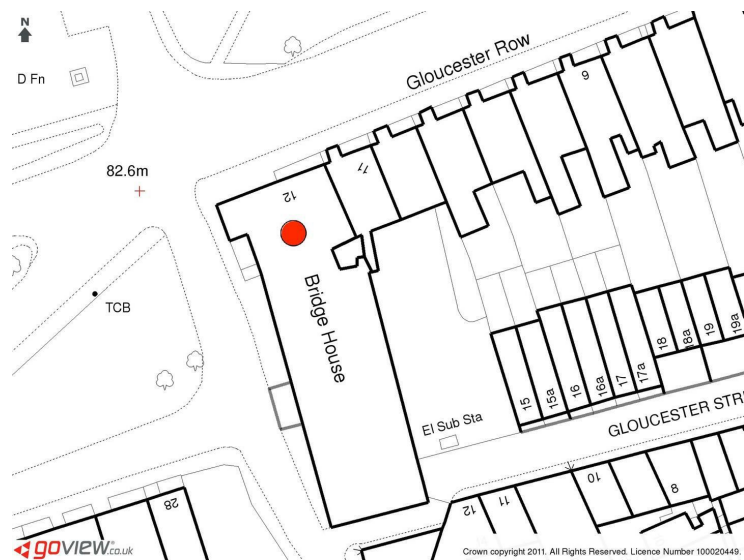 N
Gloucester Row
D Fn
9
82.6m
11
12
Bridge House
TCB
18
18a
19
19a
15
15a
16
16a
17
17a
El Sub Sta
GLOUCESTER STR
28
12
11
10
8
goview.co.uk
Crown copyright 2011. All Rights Reserved. Licence Number 100020449